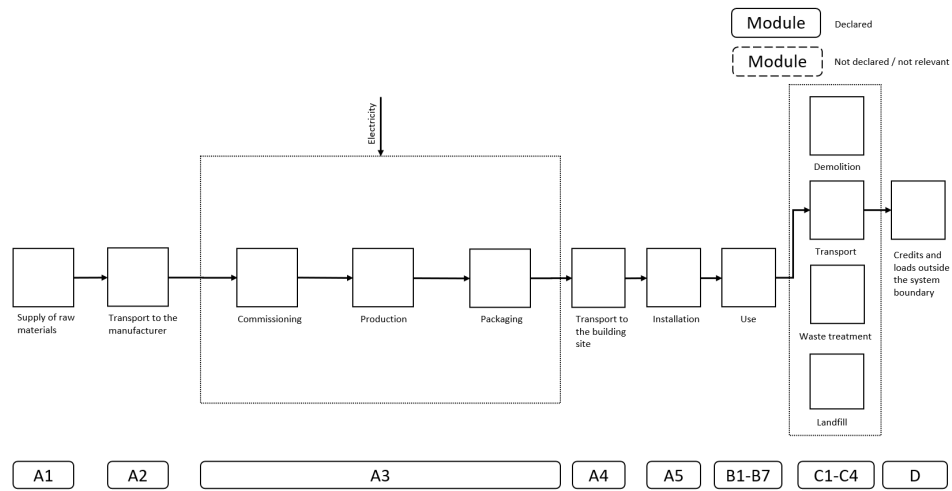 Module
Declared
Module
Not declared / not relevant
Electricity
Demolition
Supply of raw
materials
Transport to the
manufacturer
Commissioning
Production
Packaging
Transport to
the building
site
Installation
Use
Transport
Credits and
loads outside
the system
boundary
Waste treatment
Landfill
A1
A2
A3
A4
A5
B1-B7
C1-C4
D